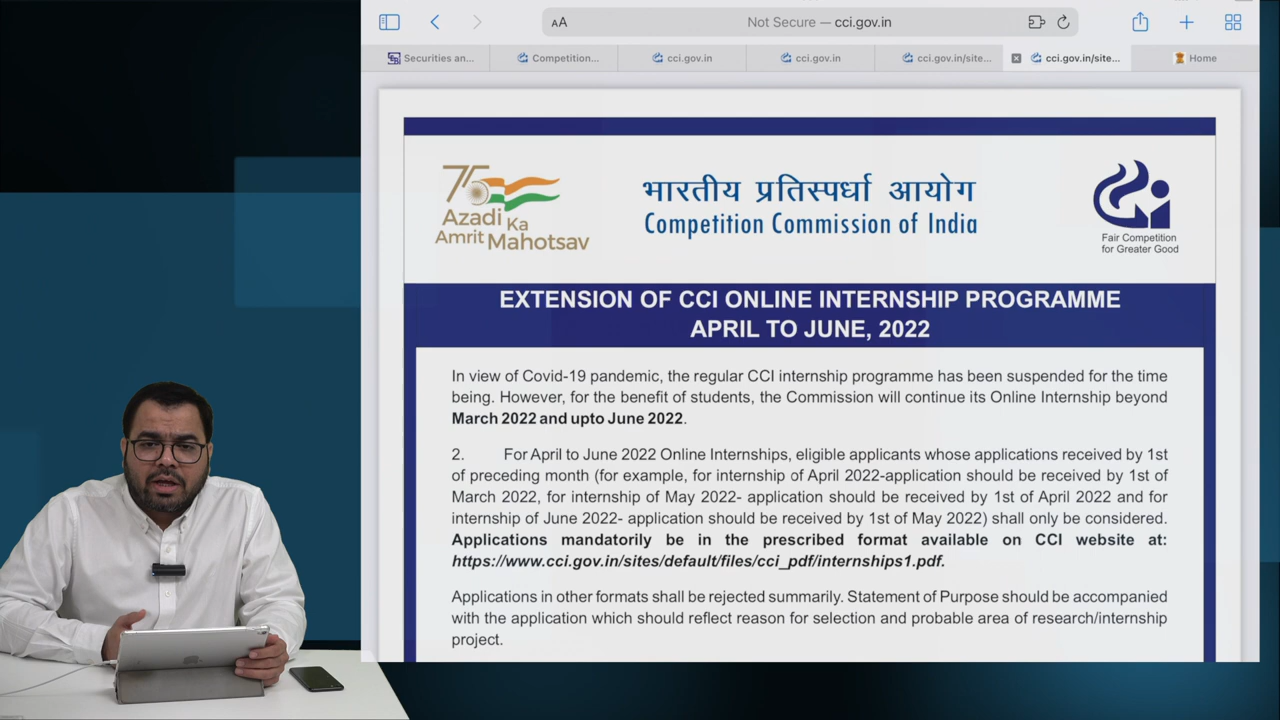 AA
Not Secure — cci.gov.in
Securities an...
Competition...
cci.gov.in
cci.gov.in
cci.gov.in/site...
cci.gov.in/site...
Home
75
Azadi Ka
Amrit Mahotsav
भारतीय प्रतिस्पर्धा आयोग
Competition Commission of India
Fair Competition
for Greater Good
EXTENSION OF CCI ONLINE INTERNSHIP PROGRAMME
APRIL TO JUNE, 2022
In view of Covid-19 pandemic, the regular CCI internship programme has been suspended for the time
being. However, for the benefit of students, the Commission will continue its Online Internship beyond
March 2022 and upto June 2022.
2. For April to June 2022 Online Internships, eligible applicants whose applications received by 1st
of preceding month (for example, for internship of April 2022-application should be received by 1st of
March 2022, for internship of May 2022- application should be received by 1st of April 2022 and for
internship of June 2022- application should be received by 1st of May 2022) shall only be considered.
Applications mandatorily be in the prescribed format available on CCI website at:
https://www.cci.gov.in/sites/default/files/cci_pdf/internships1.pdf.
Applications in other formats shall be rejected summarily. Statement of Purpose should be accompanied
with the application which should reflect reason for selection and probable area of research/internship
project.